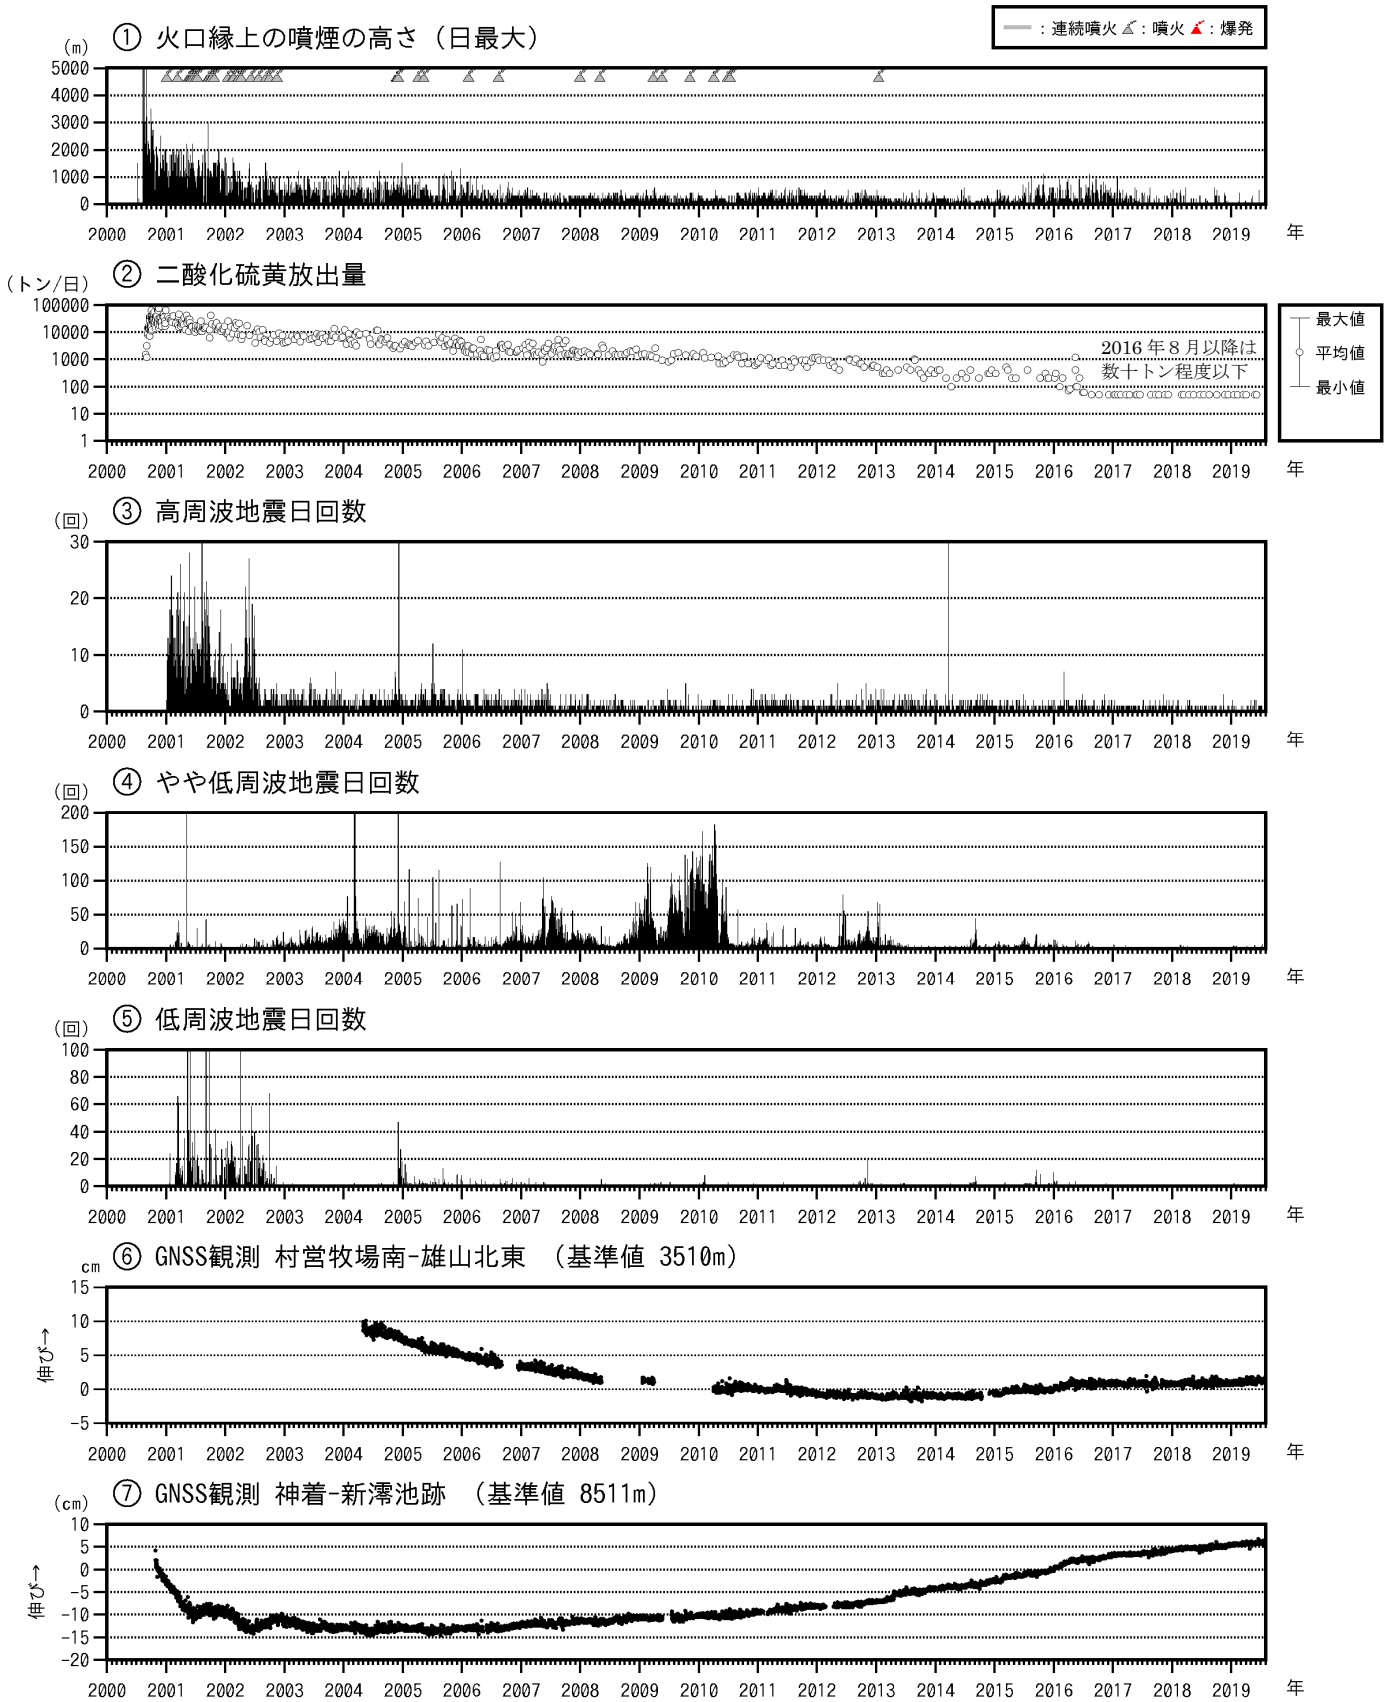 ― : 連続噴火 : 噴火 : 爆発
① 火口縁上の噴煙の高さ（日最大）
（m）
5000
4000
3000
2000
1000
0
2000 2001 2002 2003 2004 2005 2006 2007 2008 2009 2010 2011 2012 2013 2014 2015 2016 2017 2018 2019 年
② 二酸化硫黄放出量
（トン/日）
100000
10000
1000
100
10
1
2016 年 8 月以降は
数十トン程度以下
最大値
平均値
最小値
2000 2001 2002 2003 2004 2005 2006 2007 2008 2009 2010 2011 2012 2013 2014 2015 2016 2017 2018 2019 年
③ 高周波地震日回数
（回）
30
20
10
0
2000 2001 2002 2003 2004 2005 2006 2007 2008 2009 2010 2011 2012 2013 2014 2015 2016 2017 2018 2019 年
④ やや低周波地震日回数
（回）
200
150
100
50
0
2000 2001 2002 2003 2004 2005 2006 2007 2008 2009 2010 2011 2012 2013 2014 2015 2016 2017 2018 2019 年
⑤ 低周波地震日回数
（回）
100
80
60
40
20
0
2000 2001 2002 2003 2004 2005 2006 2007 2008 2009 2010 2011 2012 2013 2014 2015 2016 2017 2018 2019 年
⑥ GNSS観測 村営牧場南-雄山北東 （基準値 3510m）
cm
15
10
5
0
-5
伸び→
2000 2001 2002 2003 2004 2005 2006 2007 2008 2009 2010 2011 2012 2013 2014 2015 2016 2017 2018 2019 年
⑦ GNSS観測 神着-新澪池跡 （基準値 8511m）
（cm）
10
5
0
-5
-10
-15
-20
伸び→
2000 2001 2002 2003 2004 2005 2006 2007 2008 2009 2010 2011 2012 2013 2014 2015 2016 2017 2018 2019 年